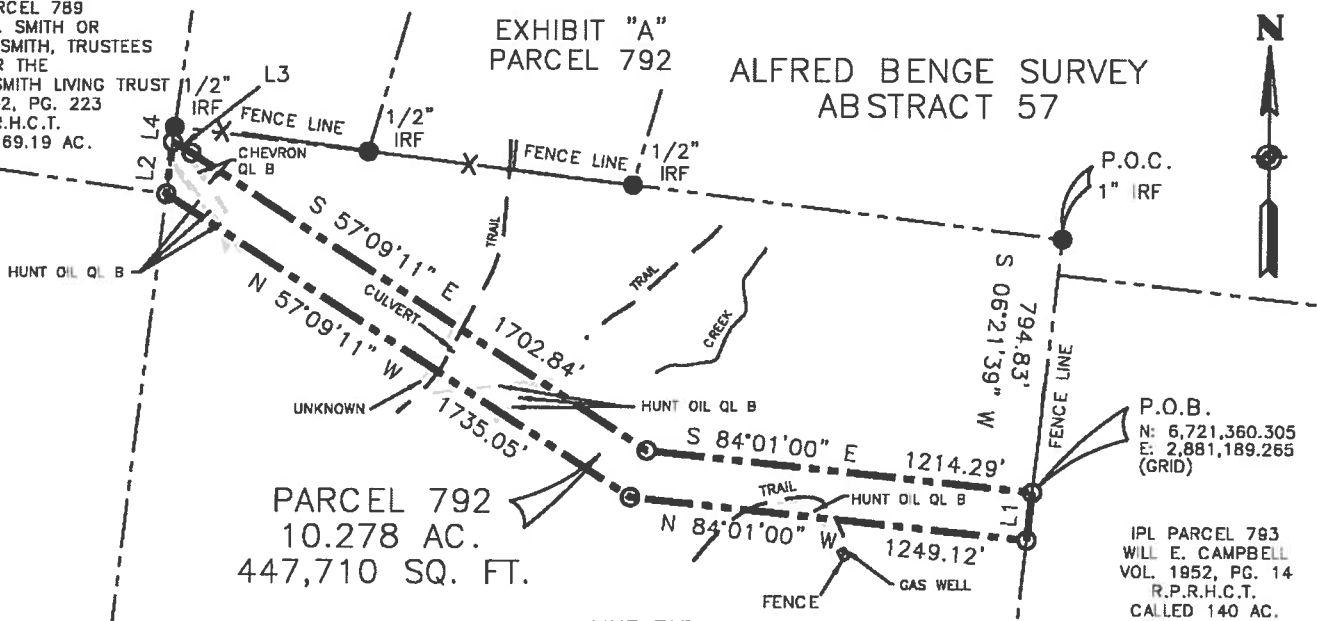 EXHIBIT "A"
PARCEL 792
ALFRED BENGE SURVEY
ABSTRACT 57
N
PARCEL 789
SMITH OR
SMITH, TRUSTEES
THE
SMITH LIVING TRUST
PG. 223
R.H.C.T.
69.19 AC.
1/2"
IRF
L3
L4
L2
FENCE LINE
1/2"
IRF
FENCE LINE
1/2"
IRF
CHEVRON
QL B
P.O.C.
1" IRF
HUNT OIL QL B
S 57°09'11" E
1702.84'
N 57°09'11" W
1735.05'
TRAIL
CULVERT
TRAIL
CREEK
S 06°21'39" W
794.83'
FENCE LINE
UNKNOWN
HUNT OIL QL B
P.O.B.
N: 6,721,360.305
E: 2,881,189.265
(GRID)
S 84°01'00" E
1214.29'
L1
TRAIL
HUNT OIL QL B
N 84°01'00" W
1249.12'
PARCEL 792
10.278 AC.
447,710 SQ. FT.
FENCE
GAS WELL
IPL PARCEL 793
WILL E. CAMPBELL
VOL. 1952, PG. 14
R.P.R.H.C.T.
CALLED 140 AC.